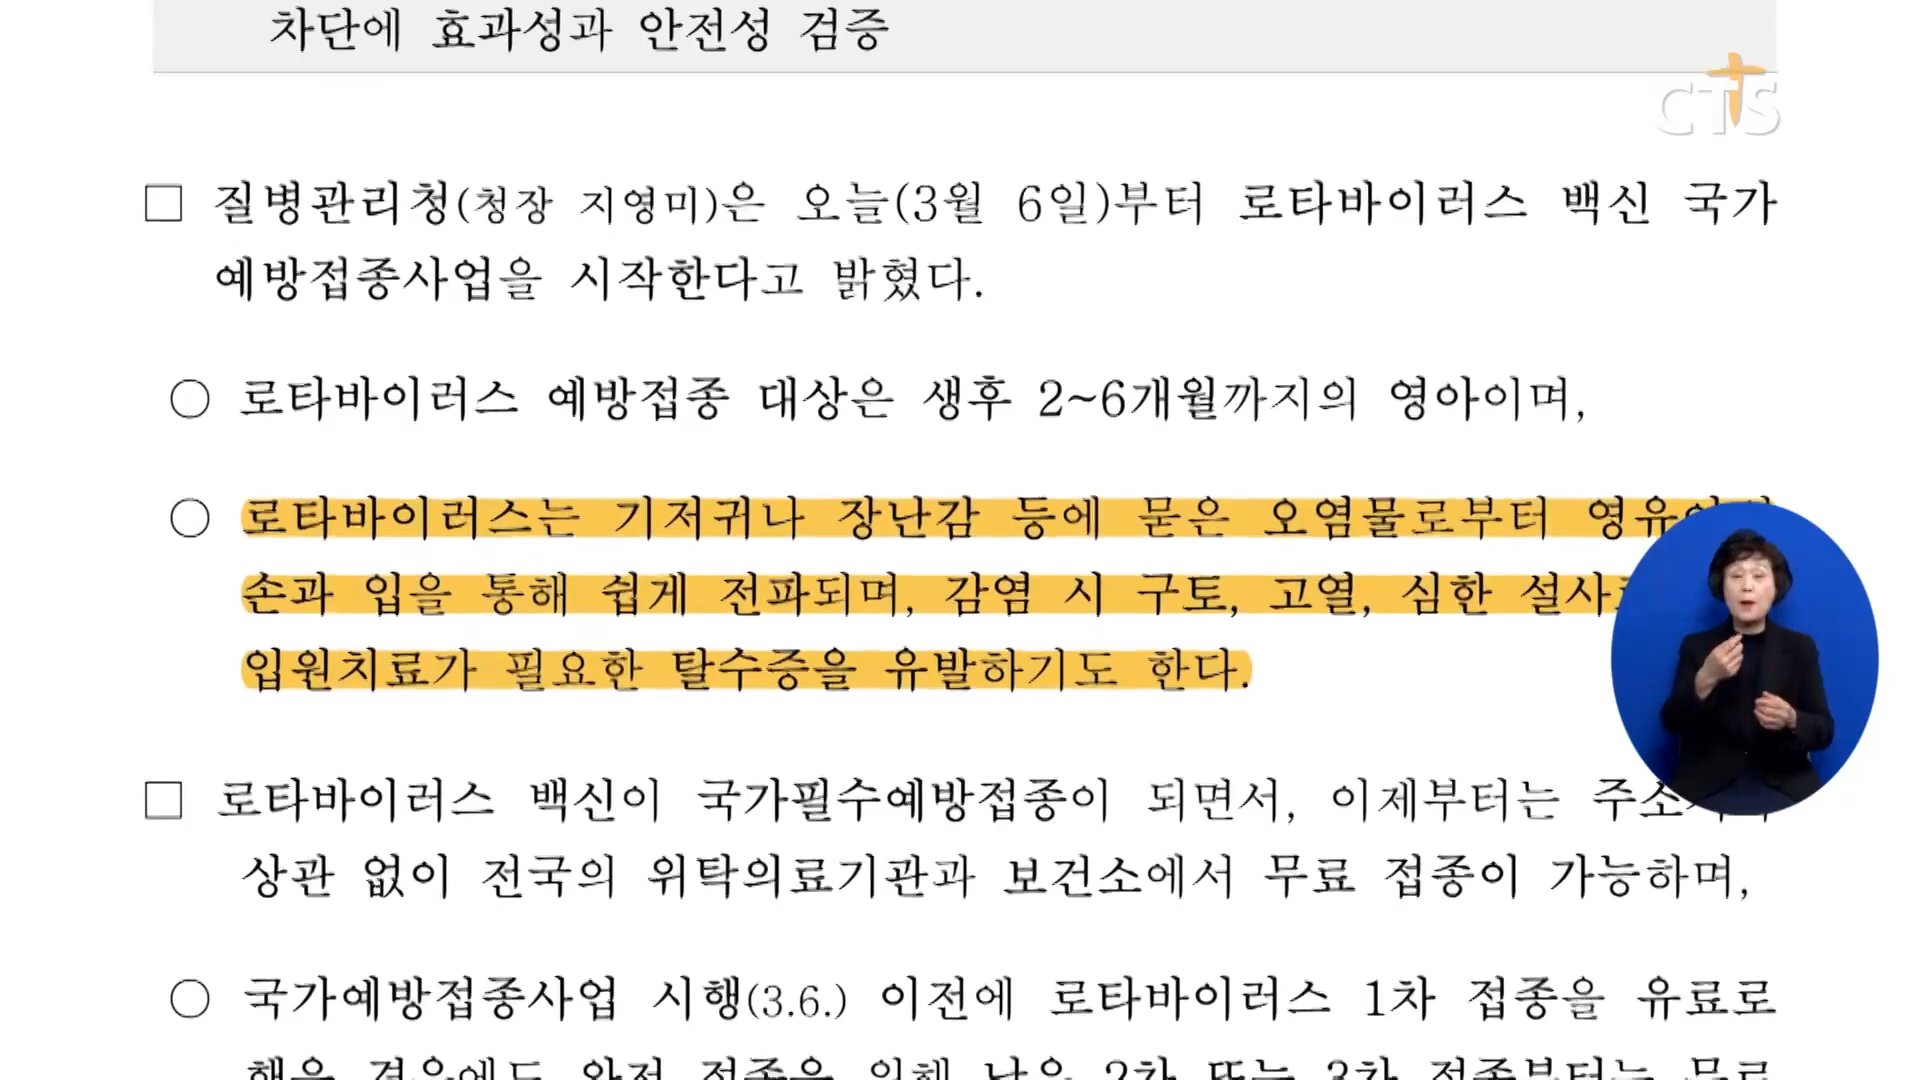 차단에 효과성과 안전성 검증
CTS
□ 질병관리청(청장 지영미)은 오늘(3월 6일)부터 로타바이러스 백신 국가
예방접종사업을 시작한다고 밝혔다.
○ 로타바이러스 예방접종 대상은 생후 2~6개월까지의 영아이며,
○ 로타바이러스는 기저귀나 장난감 등에 묻은 오염물로부터
손과 입을 통해 쉽게 전파되며, 감염 시 구토, 고열, 심한
입원치료가 필요한 탈수증을 유발하기도 한다.
□ 로타바이러스 백신이 국가필수예방접종이 되면서, 이제부터는
상관 없이 전국의 위탁의료기관과 보건소에서 무료 접종이 가능하며,
○ 국가예방접종사업 시행(3.6.) 이전에 로타바이러스 1차 접종을 유료로